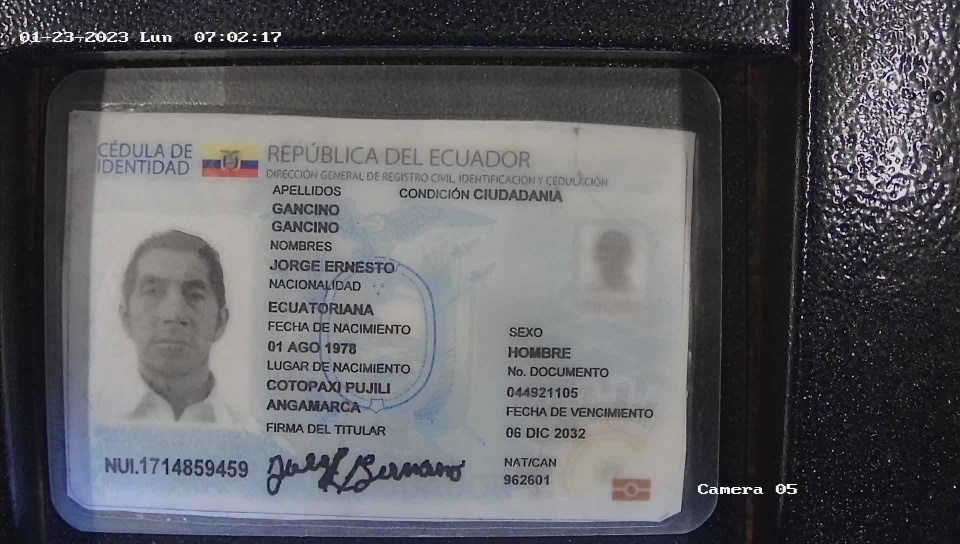 01-23-2023 Lun 07:02:17
CÉDULA DE
IDENTIDAD
REPÚBLICA DEL ECUADOR
DIRECCIÓN GENERAL DE REGISTRO CIVIL, IDENTIFICACIÓN Y CEDULACIÓN
APELLIDOS
CONDICIÓN CIUDADANIA
GANCINO
GANCINO
NOMBRES
JORGE ERNESTO
NACIONALIDAD
ECUATORIANA
FECHA DE NACIMIENTO
01 AGO 1978
LUGAR DE NACIMIENTO
COTOPAXI PUJILI
ANGAMARCA
FIRMA DEL TITULAR
SEXO
HOMBRE
No. DOCUMENTO
044921105
FECHA DE VENCIMIENTO
06 DIC 2032
NAT/CAN
962601
NUI.1714859459
Camera 05